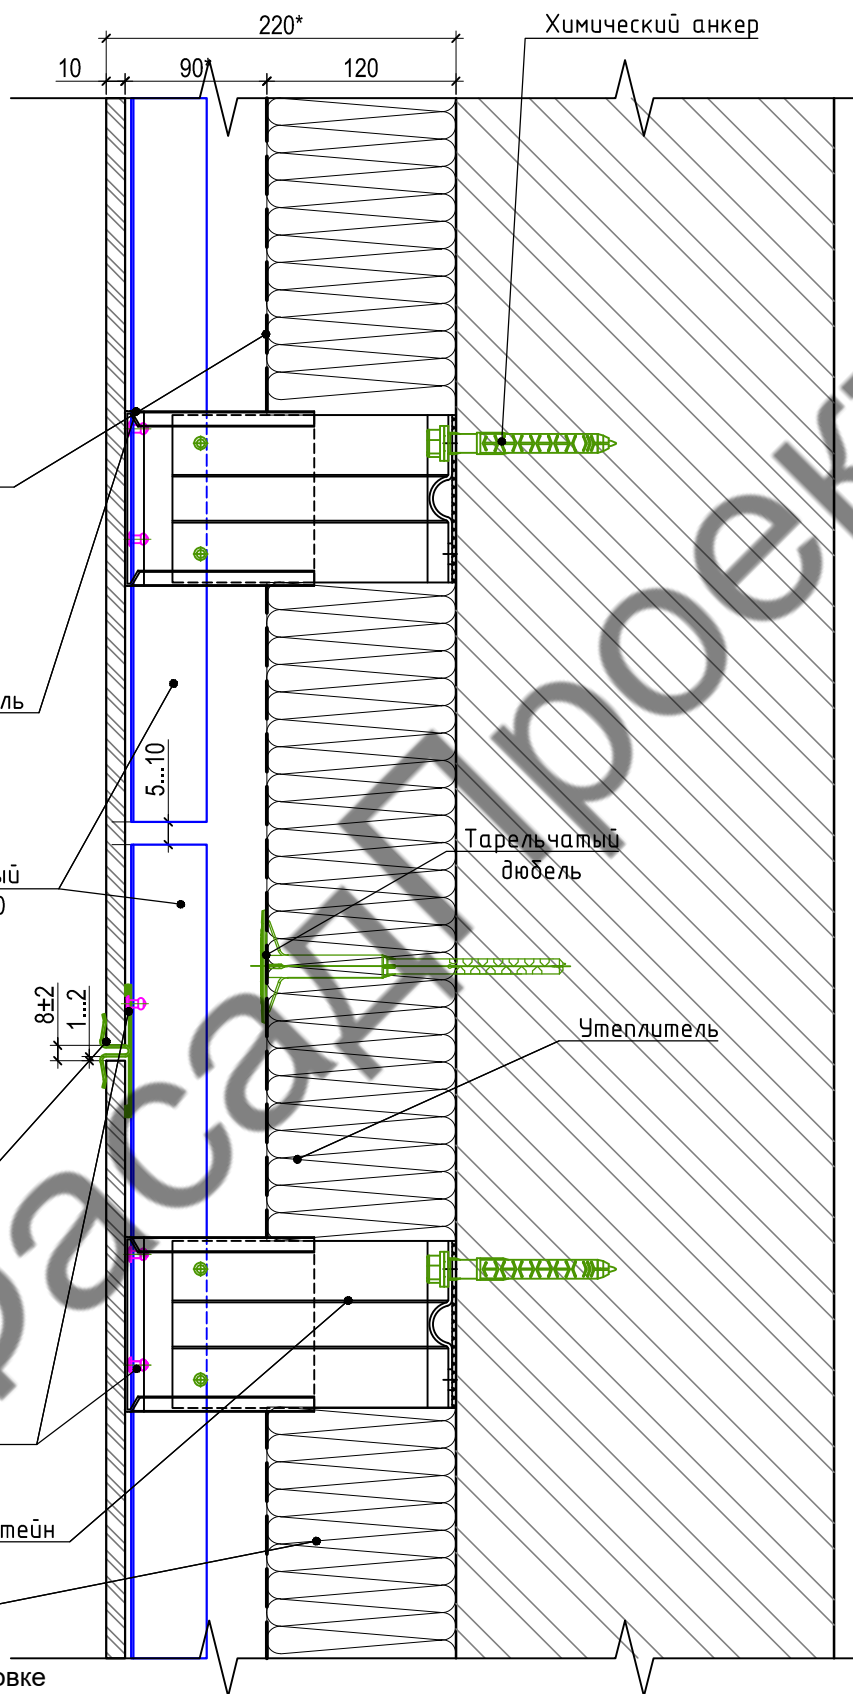 220*
Химический анкер
10
90*
120
ль
5...10
Тарельчатый
дюбель
ый
0
8±2
1...2
Утеплитель
тейн
овке
ФасадПроект